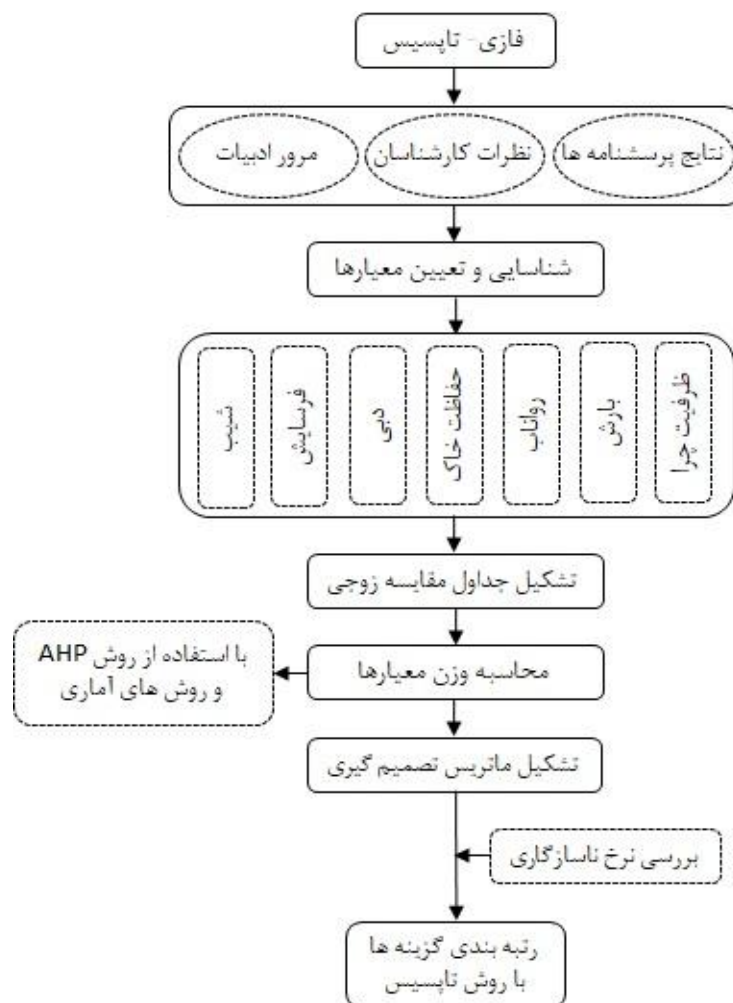 فازی- تاپسیس
نتایج پرسشنامه ها
نظرات کارشناسان
مرور ادبیات
شناسایی و تعیین معیارها
ظرفیت چرا
بارش
رواناب
حفاظت خاک
دبی
فرسایش
شیب
تشکیل جداول مقایسه زوجی
محاسبه وزن معیارها
با استفاده از روش AHP
و روش های آماری
تشکیل ماتریس تصمیم گیری
بررسی نرخ ناسازگاری
رتبه بندی گزینه ها
با روش تاپسیس